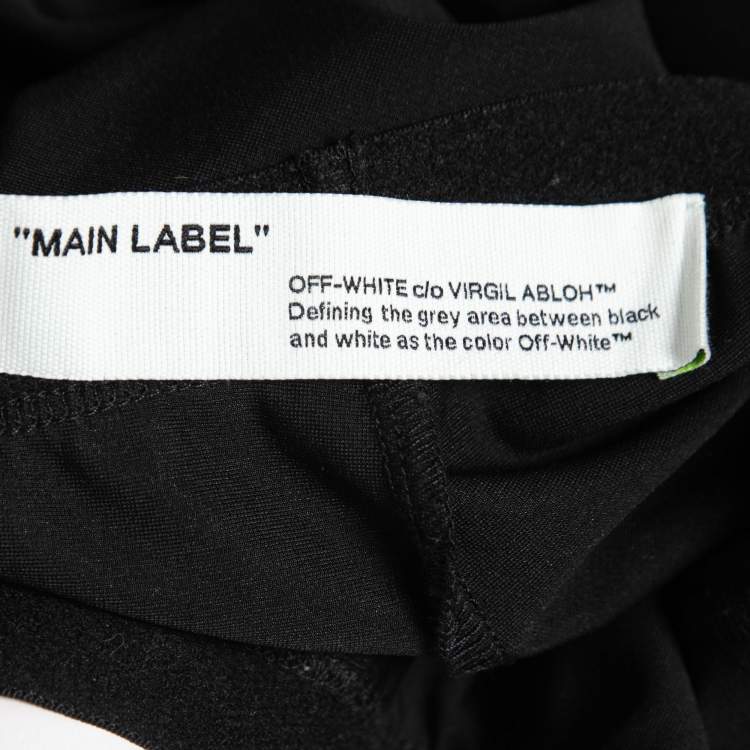 "MAIN LABEL"
OFF-WHITE c/o VIRGIL ABLOH™
Defining the grey area between black
and white as the color Off-White™